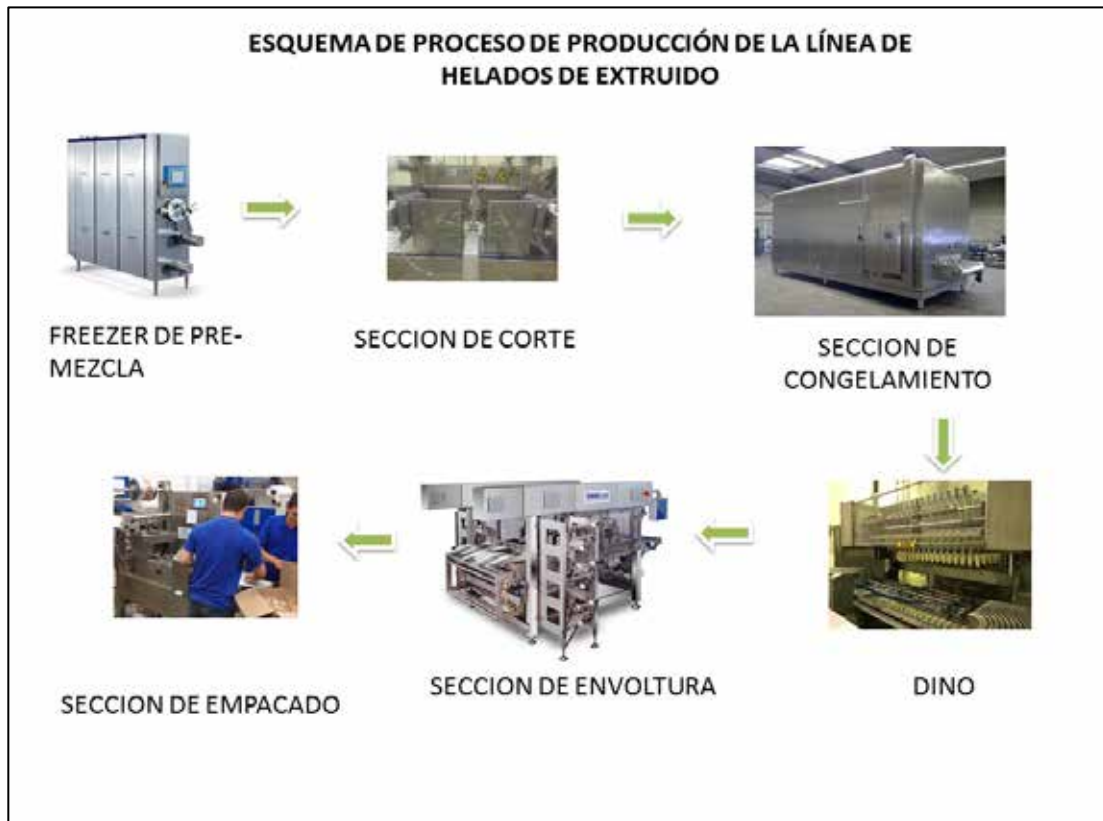 ESQUEMA DE PROCESO DE PRODUCCIÓN DE LA LÍNEA DE
HELADOS DE EXTRUIDO
FREEZER DE PRE-
MEZCLA
SECCION DE CORTE
SECCION DE
CONGELAMIENTO
DINO
SECCION DE ENVOLTURA
SECCION DE EMPACADO